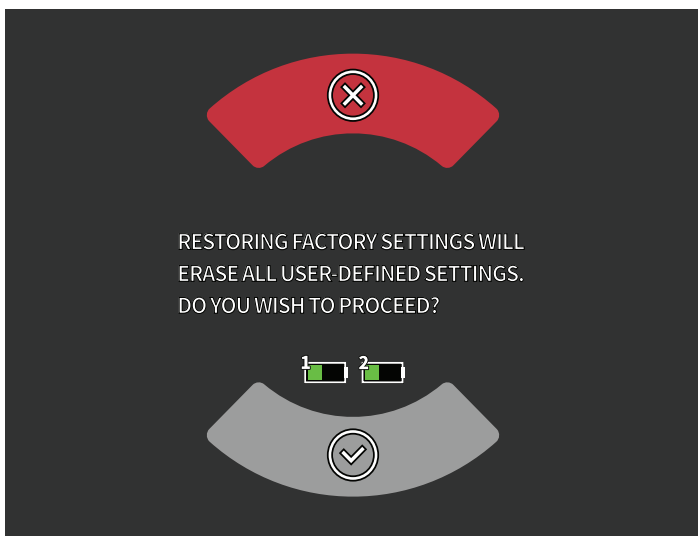 RESTORING FACTORY SETTINGS WILL
ERASE ALL USER-DEFINED SETTINGS.
DO YOU WISH TO PROCEED?
1 2